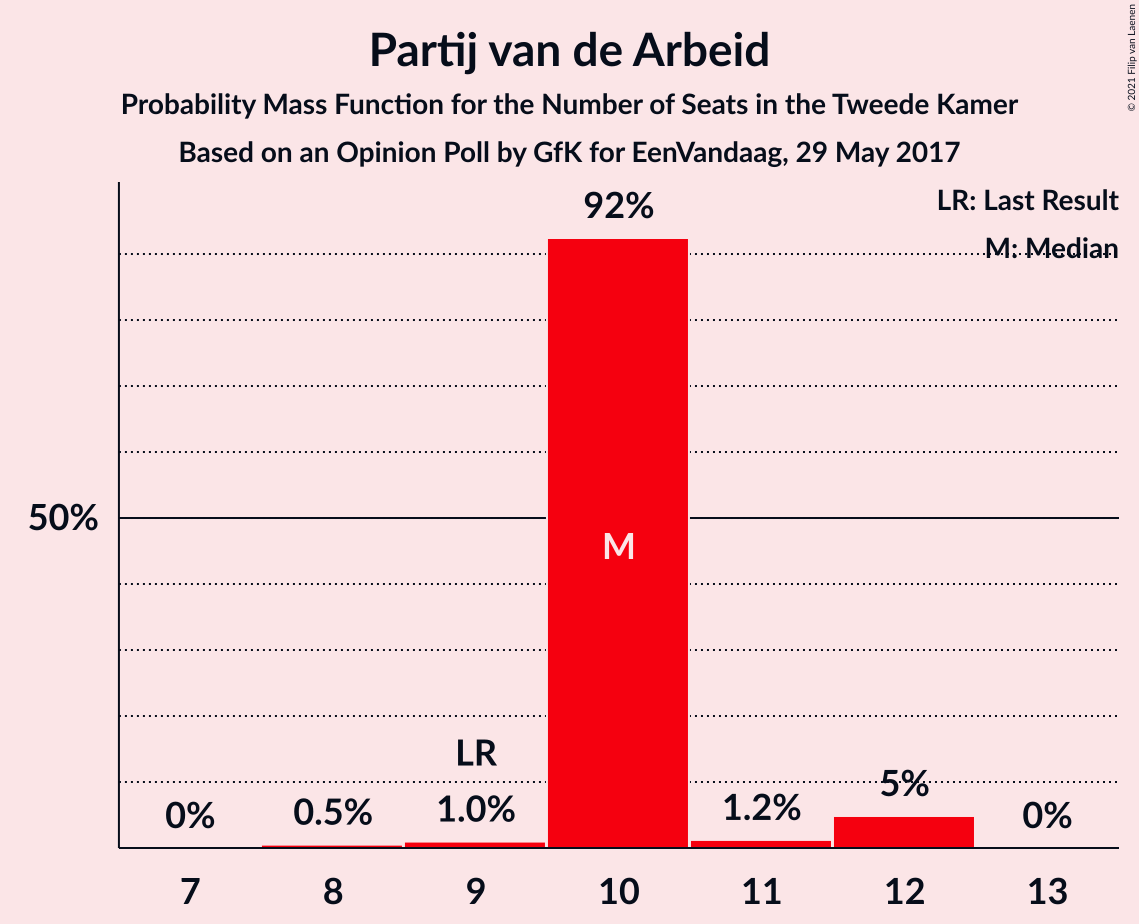 Partij van de Arbeid
Probability Mass Function for the Number of Seats in the Tweede Kamer
Based on an Opinion Poll by GfK for EenVandaag, 29 May 2017
© 2021 Filip van Laenen
LR: Last Result
M: Median
92%
50%
M
LR
0%
0.5%
1.0%
1.2%
5%
0%
7 8 9 10 11 12 13